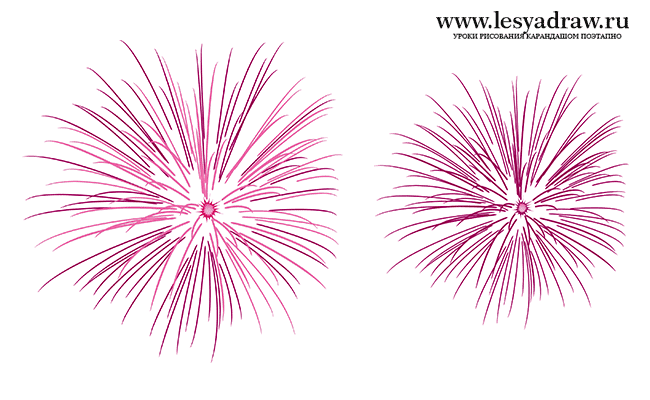 www.lesyadraw.ru
УРОКИ РИСОВАНИЯ КАРАНДАШОМ ПОЭТАПНО